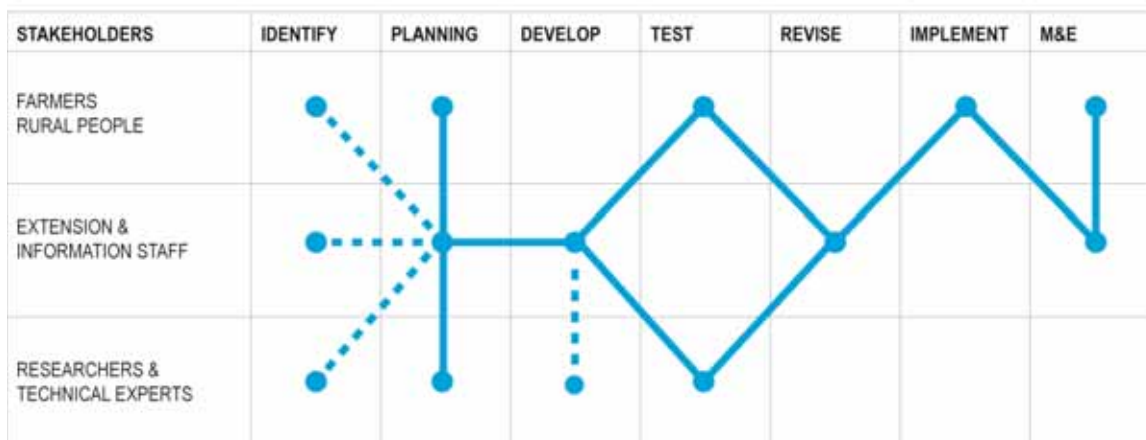 STAKEHOLDERS IDENTIFY PLANNING DEVELOP TEST REVISE IMPLEMENT M&E
FARMERS
RURAL PEOPLE
EXTENSION &
INFORMATION STAFF
RESEARCHERS &
TECHNICAL EXPERTS